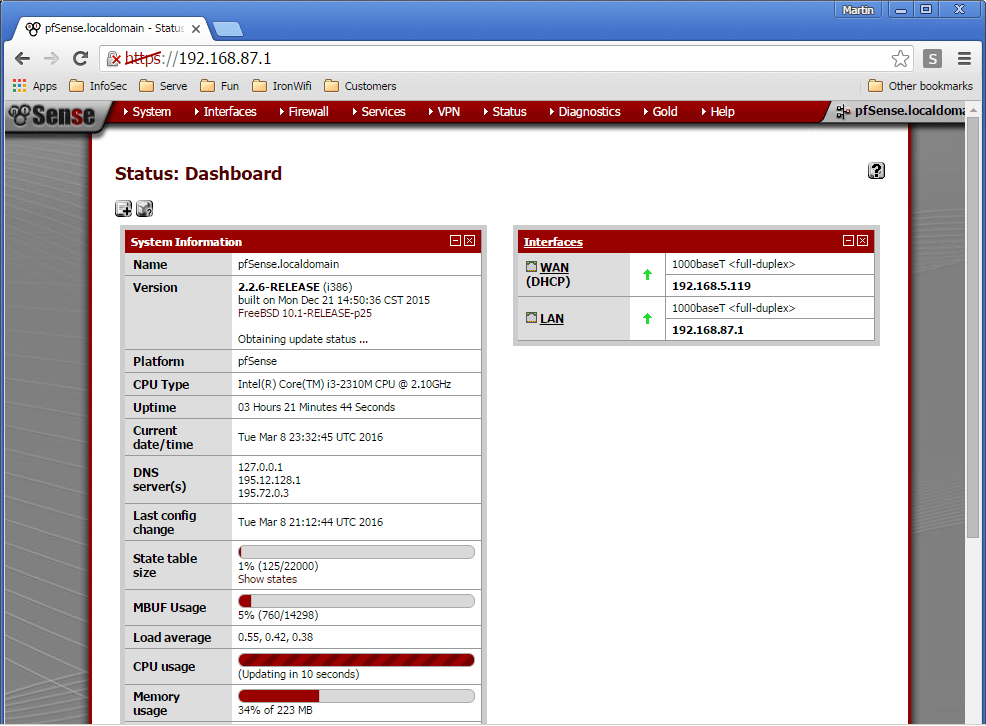 Martin
pfSense.localdomain - Status
https://192.168.87.1
S
Apps InfoSec Serve Fun IronWifi Customers Other bookmarks
Sense System Interfaces Firewall Services VPN Status Diagnostics Gold Help pfSense.localdoma
Status: Dashboard
?
System Information
Name pfSense.localdomain
Version 2.2.6-RELEASE (i386)
built on Mon Dec 21 14:50:36 CST 2015
FreeBSD 10.1-RELEASE-p25
Obtaining update status ...
Platform pfSense
CPU Type Intel(R) Core(TM) i3-2310M CPU @ 2.10GHz
Uptime 03 Hours 21 Minutes 44 Seconds
Current
date/time
Tue Mar 8 23:32:45 UTC 2016
DNS
server(s)
127.0.0.1
195.12.128.1
195.72.0.3
Last config
change
Tue Mar 8 21:12:44 UTC 2016
State table
size
1% (125/22000)
Show states
MBUF Usage
5% (760/14298)
Load average 0.55, 0.42, 0.38
CPU usage
(Updating in 10 seconds)
Memory
usage
34% of 223 MB
Interfaces
WAN
(DHCP)
1000baseT <full-duplex>
192.168.5.119
LAN
1000baseT <full-duplex>
192.168.87.1